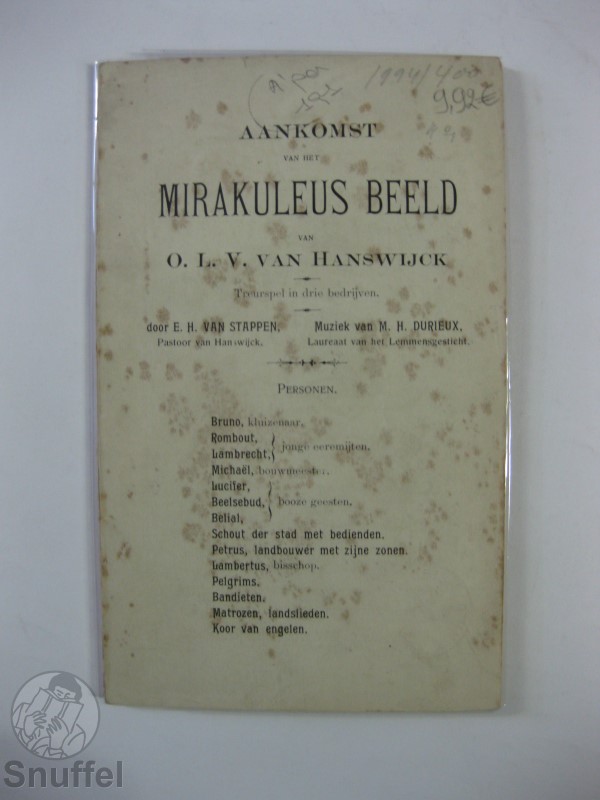 1994/400
9,92€
AANKOMST
VAN HET
MIRAKULEUS BEELD
VAN
O. L. V. VAN HANSWIJCK
Treurspel in drie bedrijven.
door E. H. VAN STAPPEN, Muziek van M. H. DURIEUX,
Pastoor van Hanswijck. Laureaat van het Lemmensgesticht.
PERSONEN.
Bruno, kluizenaar.
Rombout,
Lambrecht, jonge eeremijten.
Michaël, bouwmeester.
Lucifer,
Beelsebud, booze geesten.
Belial,
Schout der stad met bedienden.
Petrus, landbouwer met zijne zonen.
Lambertus, bisschop.
Pelgrims.
Bandieten.
Matrozen, landslieden.
Koor van engelen.
Snuffel